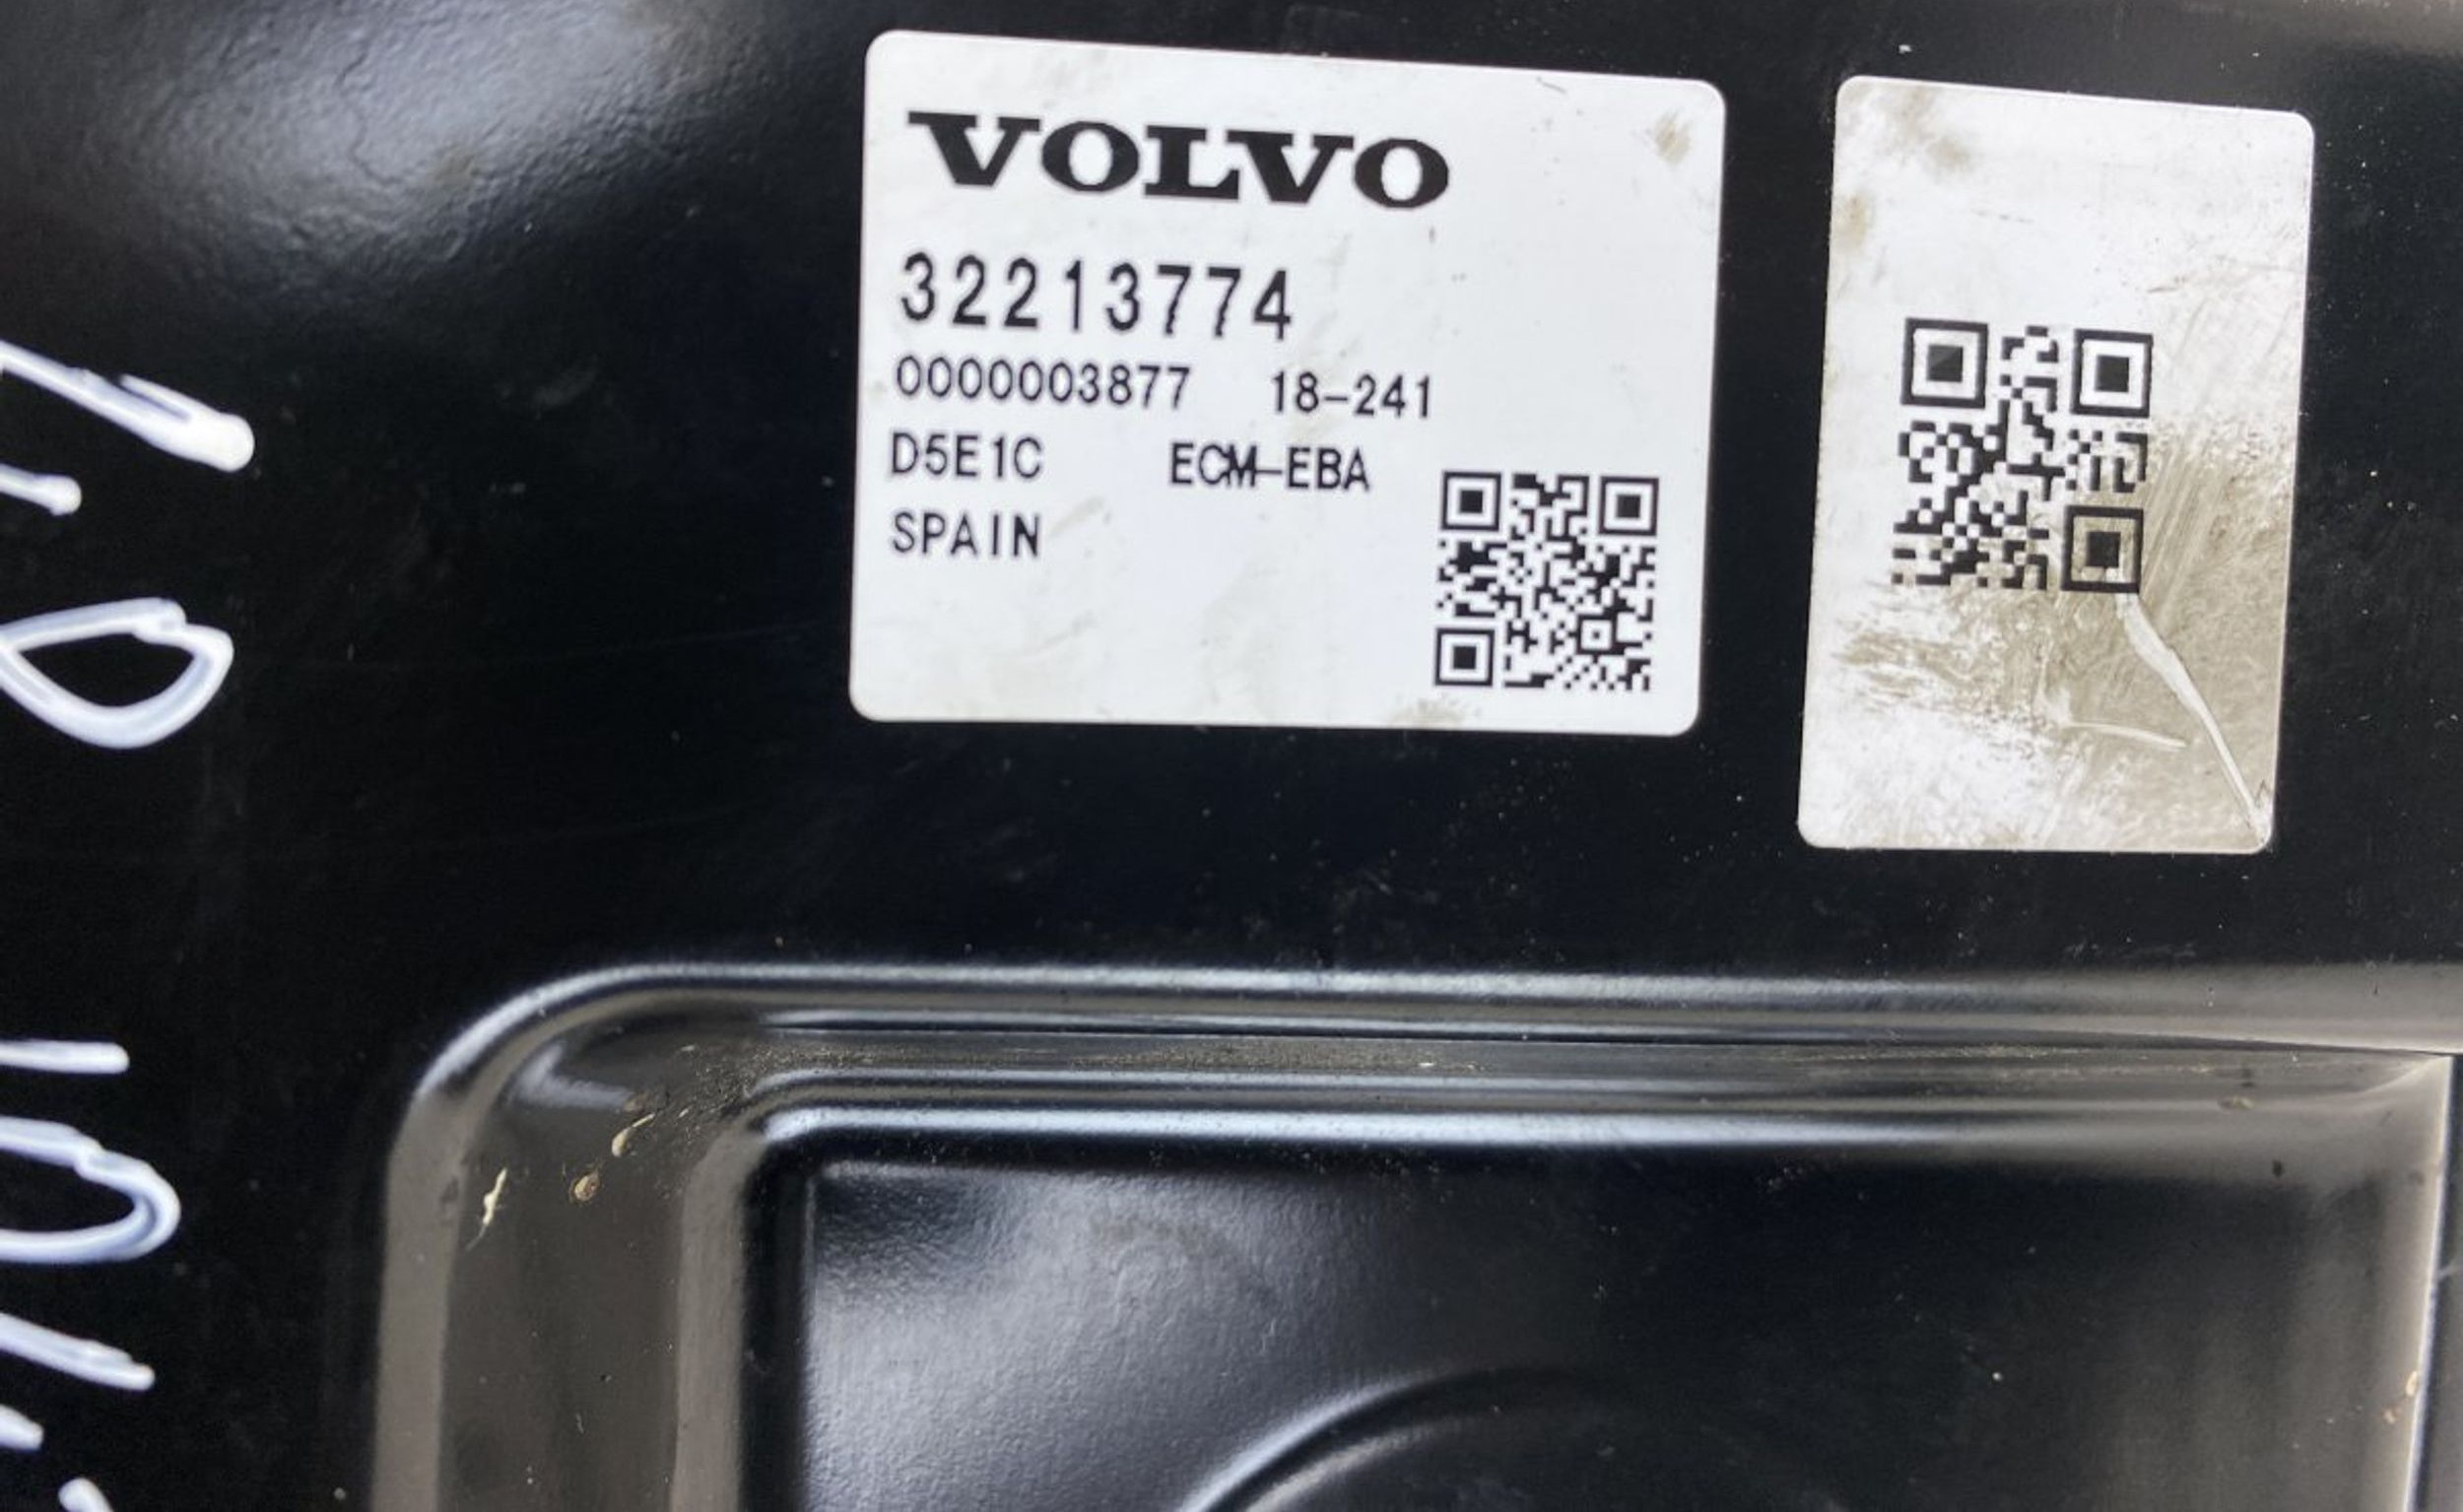 VOLVO
32213774
0000003877 18-241
D5E1C ECM-EBA
SPAIN